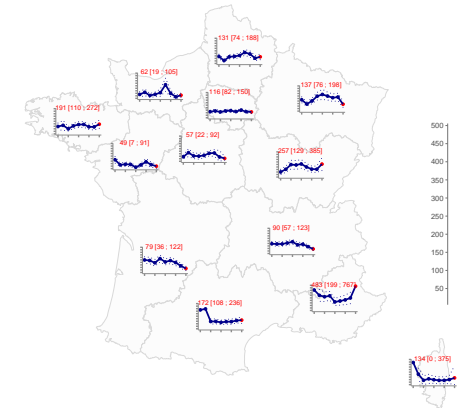 131 [74 ; 188]
62 [19 ; 105]
137 [76 ; 198]
116 [82 ; 150]
191 [110 ; 272]
57 [22 ; 92]
49 [7 ; 91]
257 [129 ; 385]
90 [57 ; 123]
79 [36 ; 122]
483 [199 ; 767]
172 [108 ; 236]
134 [0 ; 375]
500
450
400
350
300
250
200
150
100
50